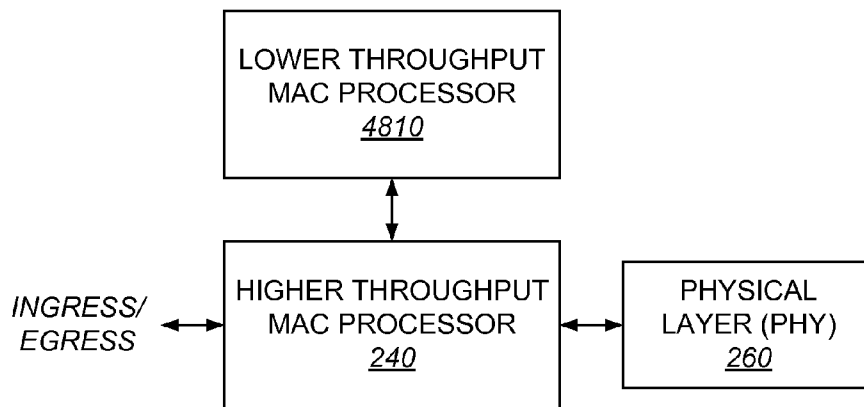 LOWER THROUGHPUT
MAC PROCESSOR
4810
INGRESS/
EGRESS
HIGHER THROUGHPUT
MAC PROCESSOR
240
PHYSICAL
LAYER (PHY)
260